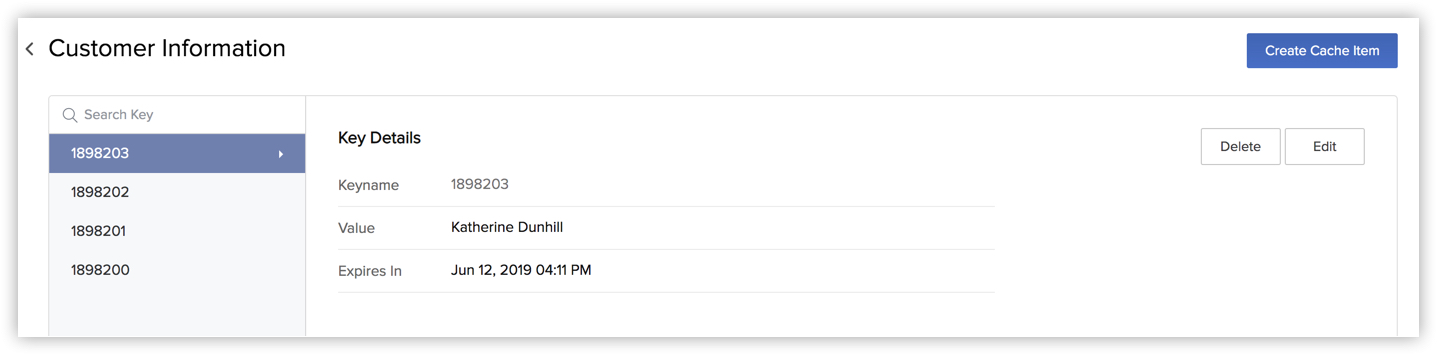 Customer Information
Create Cache Item
Search Key
1898203
1898202
1898201
1898200
Key Details
Delete
Edit
Keyname 1898203
Value Katherine Dunhill
Expires In Jun 12, 2019 04:11 PM